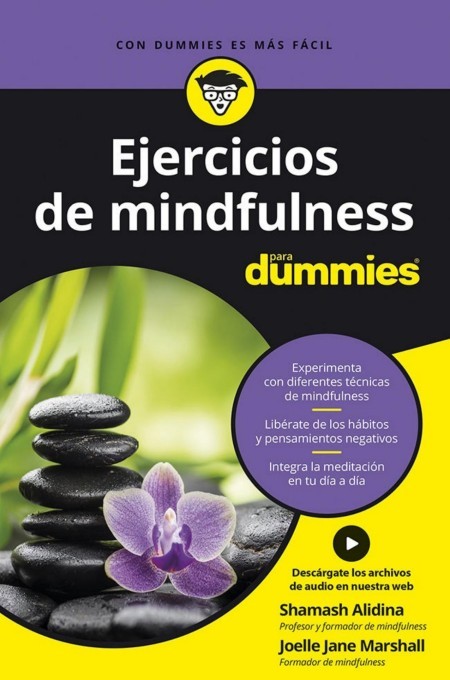 CON DUMMIES ES MÁS FÁCIL
Ejercicios
de mindfulness
para
dummies®
Experimenta
con diferentes técnicas
de mindfulness
Libérate de los hábitos
y pensamientos negativos
Integra la meditación
en tu día a día
Descárgate los archivos
de audio en nuestra web
Shamash Alidina
Profesor y formador de mindfulness
Joelle Jane Marshall
Formador de mindfulness